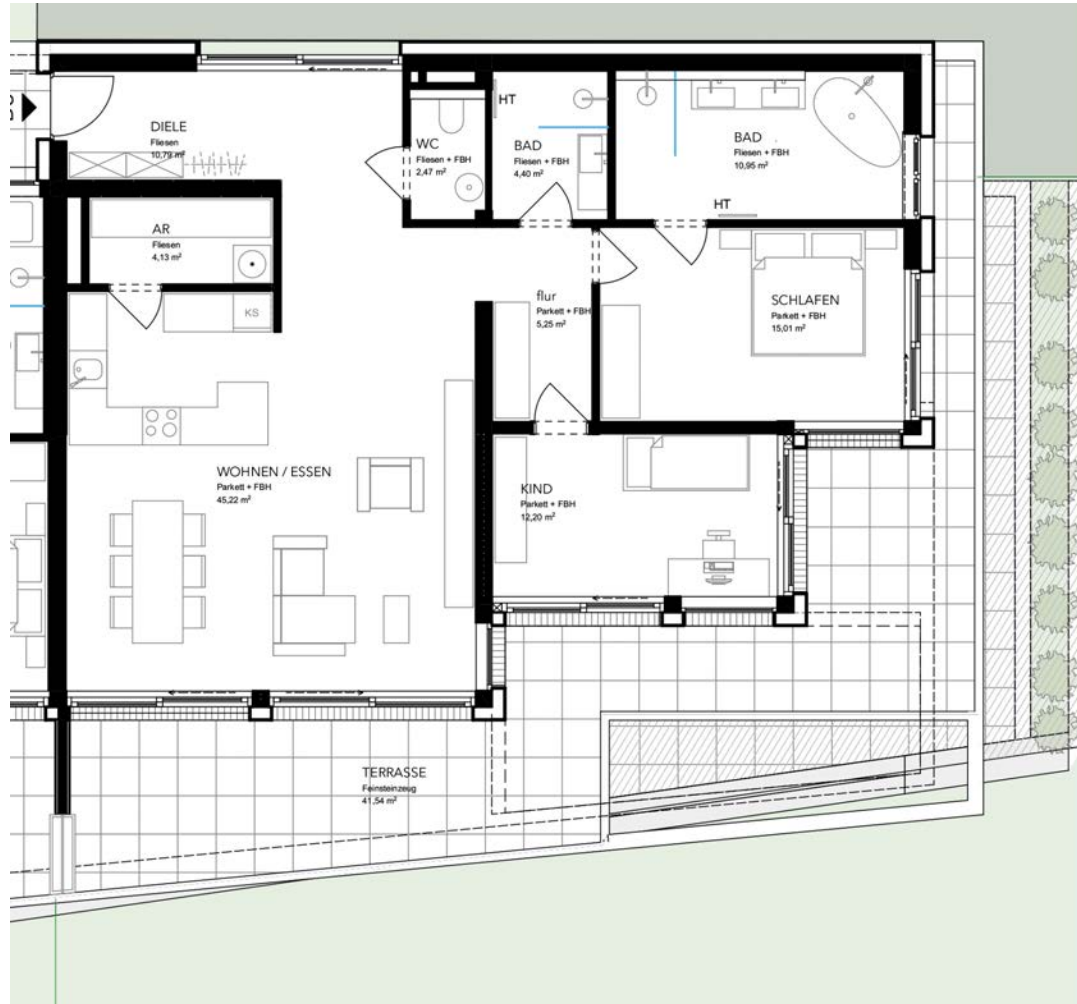 DIELE
Fliesen
10,79 m²
WC
Fliesen + FBH
2,47 m²
HT
BAD
Fliesen + FBH
4,40 m²
BAD
Fliesen + FBH
10,95 m²
HT
AR
Fliesen
4,13 m²
KS
flur
Parkett + FBH
5,25 m²
SCHLAFEN
Parkett + FBH
15,01 m²
WOHNEN / ESSEN
Parkett + FBH
45,22 m²
KIND
Parkett + FBH
12,20 m²
TERRASSE
Feinsteinzeug
41,54 m²